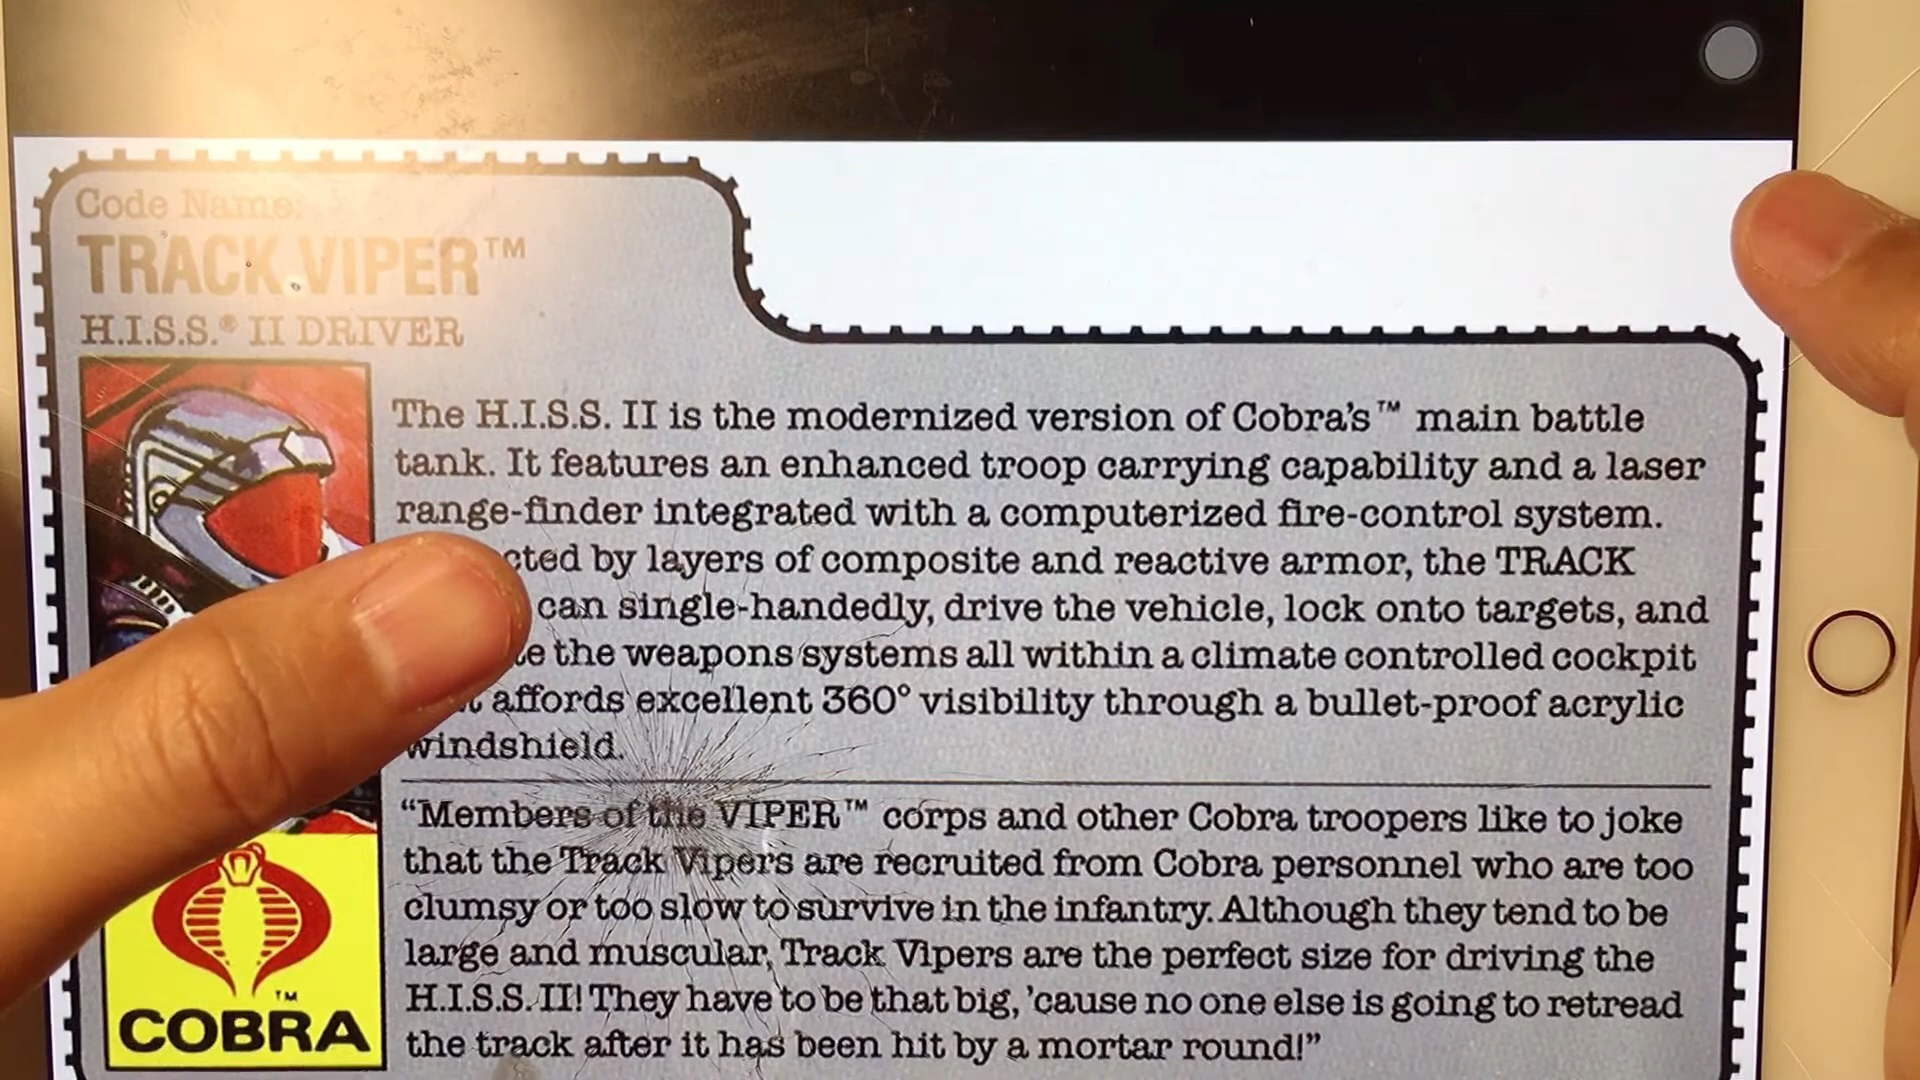 Code Name:
TRACK VIPER™
H.I.S.S.® II DRIVER
The H.I.S.S. II is the modernized version of Cobra's™ main battle
tank. It features an enhanced troop carrying capability and a laser
range-finder integrated with a computerized fire-control system.
by layers of composite and reactive armor, the TRACK
can single-handedly, drive the vehicle, lock onto targets, and
the weapons systems all within a climate controlled cockpit
affords excellent 360° visibility through a bullet-proof acrylic
windshield.
“Members of the VIPER™ corps and other Cobra troopers like to joke
that the Track Vipers are recruited from Cobra personnel who are too
clumsy or too slow to survive in the infantry. Although they tend to be
large and muscular, Track Vipers are the perfect size for driving the
H.I.S.S. II! They have to be that big, 'cause no one else is going to retread
the track after it has been hit by a mortar round!”
™
COBRA